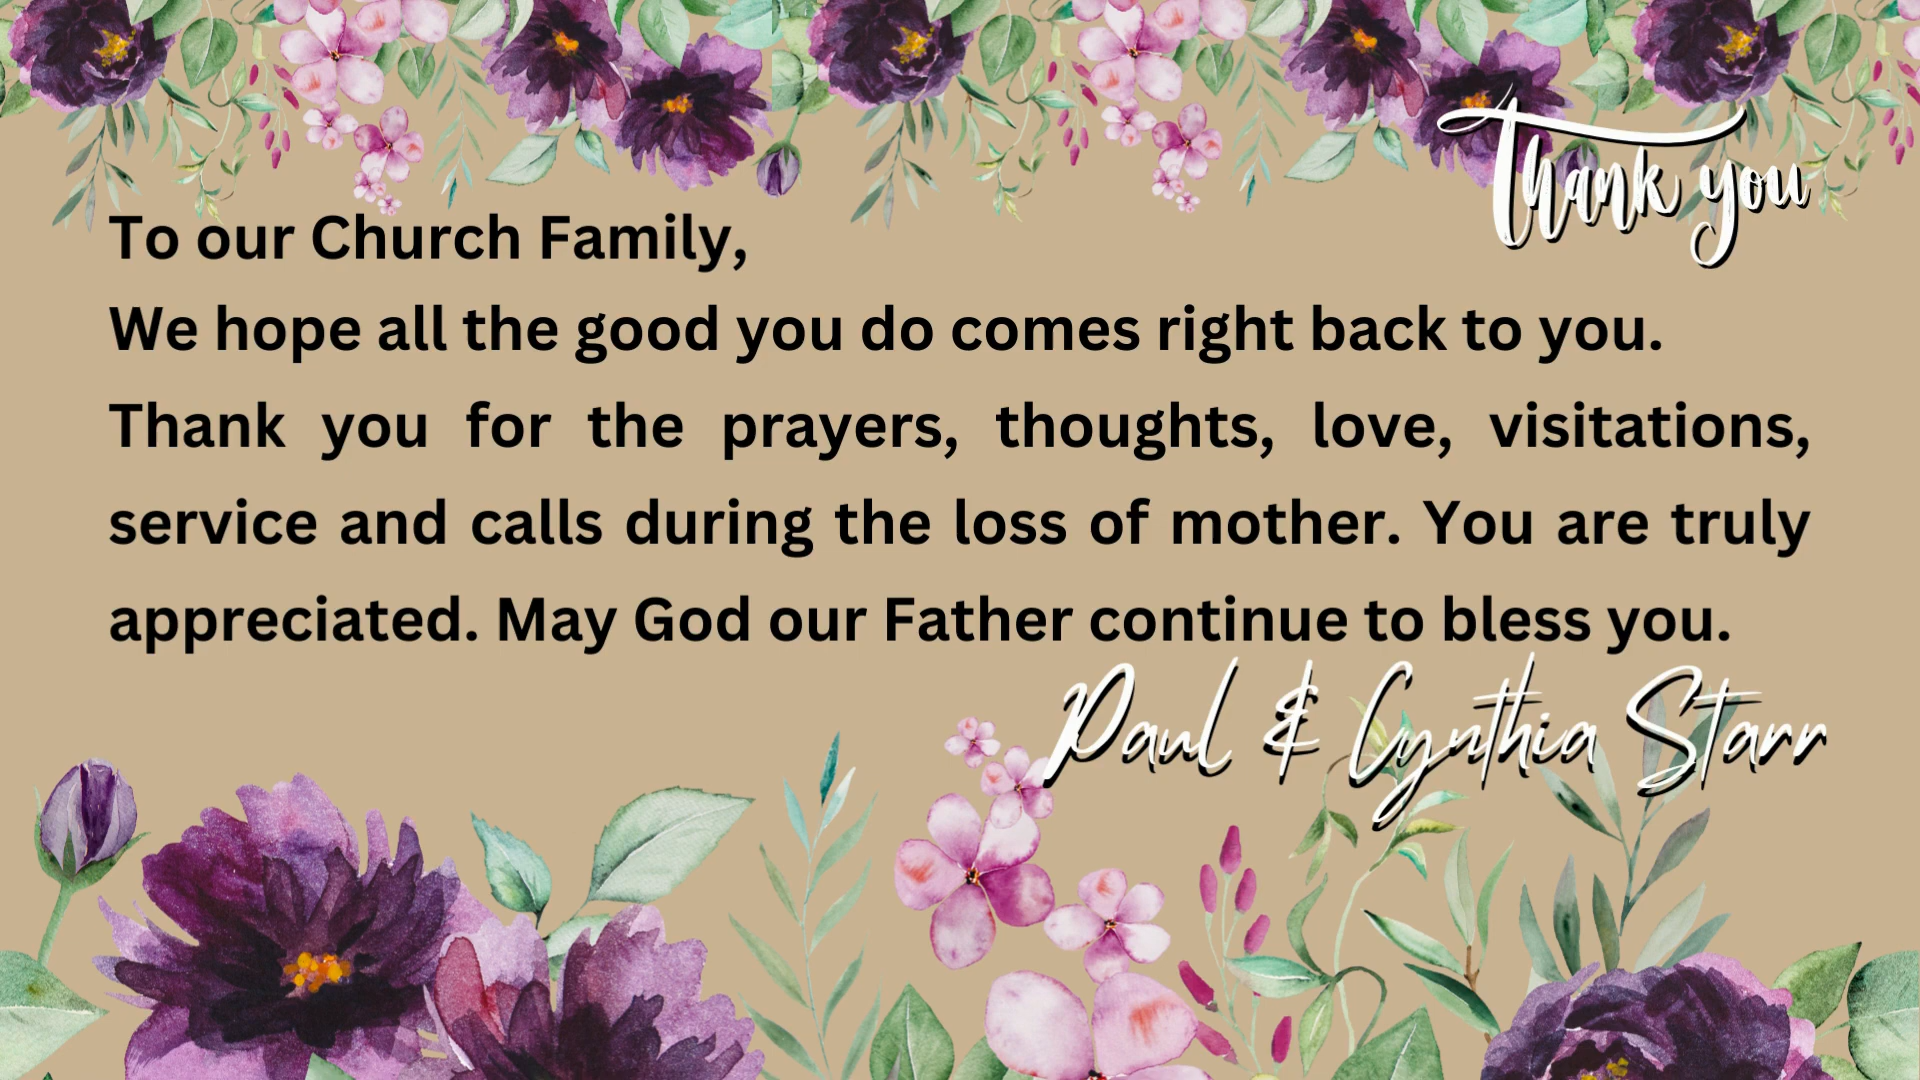 Thank you
To our Church Family,
We hope all the good you do comes right back to you.
Thank you for the prayers, thoughts, love, visitations,
service and calls during the loss of mother. You are truly
appreciated. May God our Father continue to bless you.
Paul & Cynthia Starr